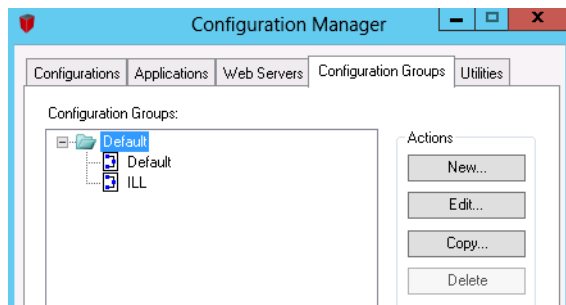 Configuration Manager
Configurations Applications Web Servers Configuration Groups Utilities
Configuration Groups:
Default
Default
ILL
Actions
New...
Edit...
Copy...
Delete